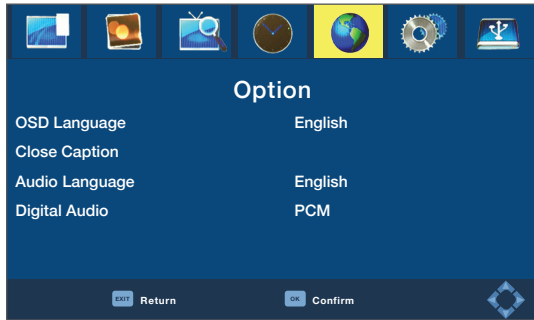 Option
OSD Language English
Close Caption
Audio Language English
Digital Audio PCM
EXIT Return OK Confirm